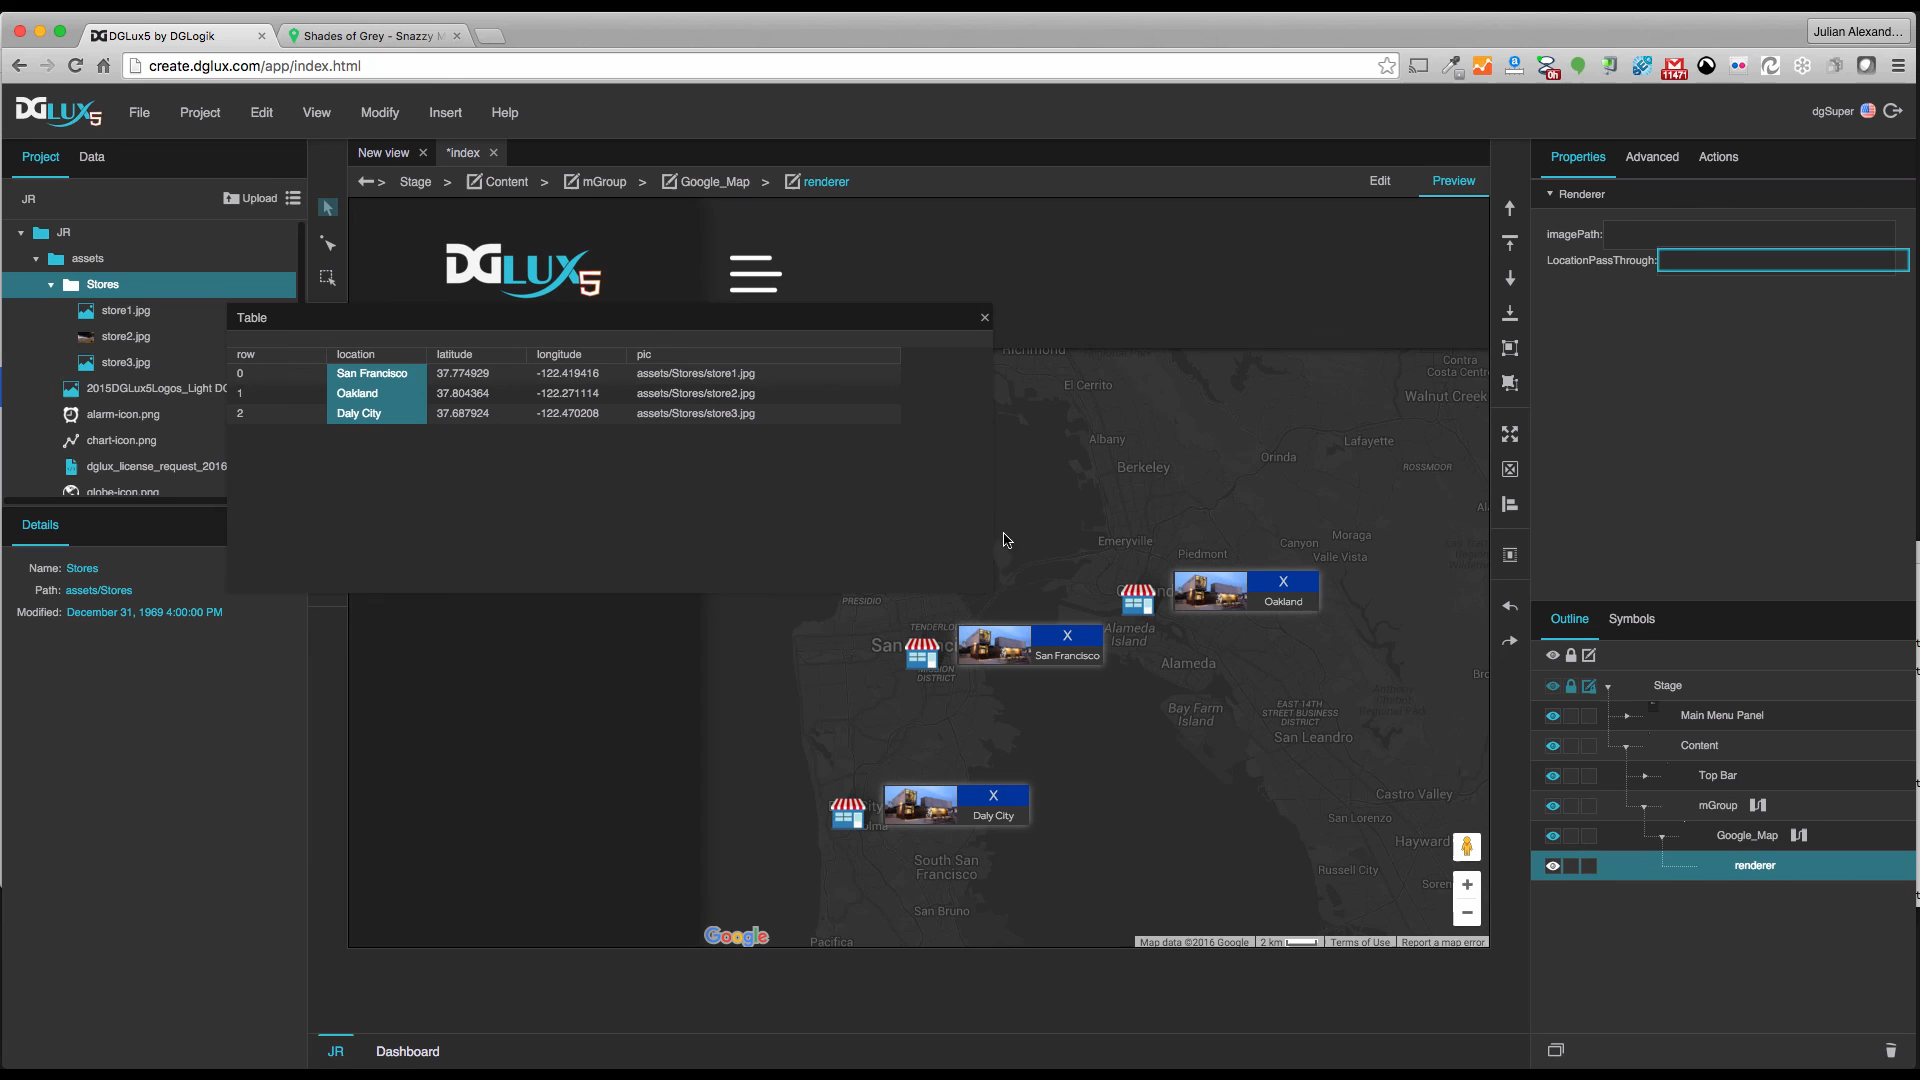 DGLux5 by DGLogik
Shades of Grey - Snazzy M
Julian Alexand...
create.dglux.com/app/index.html
0h
11471
DGLUX5
File
Project
Edit
View
Modify
Insert
Help
dgSuper
Project
Data
New view
*index
Properties
Advanced
Actions
JR
Upload
Stage > Content > mGroup > Google_Map > renderer
Edit
Preview
Renderer
imagePath:
LocationPassThrough:
JR
assets
Stores
store1.jpg
store2.jpg
store3.jpg
2015DGLux5Logos_Light DG
alarm-icon.png
chart-icon.png
dglux_license_request_2016
globe-icon.png
DGLUX5
Table
row location latitude longitude pic
0 San Francisco 37.774929 -122.419416 assets/Stores/store1.jpg
1 Oakland 37.804364 -122.271114 assets/Stores/store2.jpg
2 Daly City 37.687924 -122.470208 assets/Stores/store3.jpg
Details
Name: Stores
Path: assets/Stores
Modified: December 31, 1969 4:00:00 PM
Richmond
El Cerrito
Contra
Costa Centre
Walnut Creek
Albany
Berkeley
Lafayette
Orinda
ROSSMOOR
Emeryville
Piedmont
Canyon
Moraga
Valle Vista
PRESIDIO
X
Oakland
TENDERLOI
San
MISSION
DISTRICT
X
San Francisco
Alameda
Island
Alameda
Bay Farm
Island
EAST 14TH
STREET BUSINESS
DISTRICT
San Leandro
X
Daly City
Castro Valley
San Lorenzo
Hayward
Russell City
South San
Francisco
San Bruno
Pacifica
Google
Map data ©2016 Google
2 km
Terms of Use
Report a map error
Outline
Symbols
Stage
Main Menu Panel
Content
Top Bar
mGroup
Google_Map
renderer
JR
Dashboard